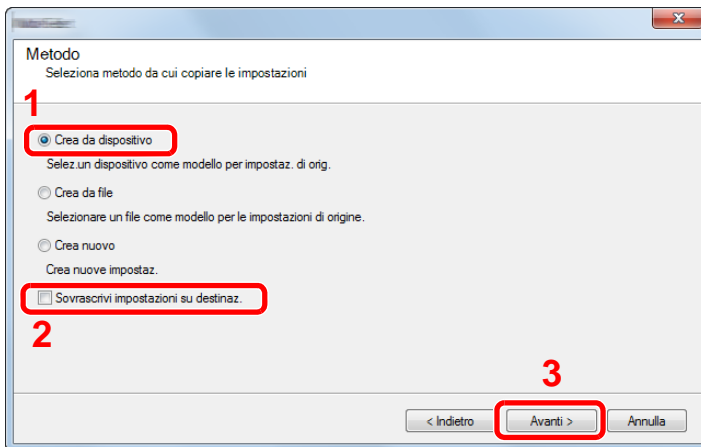 Metodo
Seleziona metodo da cui copiare le impostazioni
1
Crea da dispositivo
Selez.un dispositivo come modello per impostaz. di orig.
Crea da file
Selezionare un file come modello per le impostazioni di origine.
Crea nuovo
Crea nuove impostaz.
Sovrascrivi impostazioni su destinaz.
2
3
< Indietro Avanti > Annulla